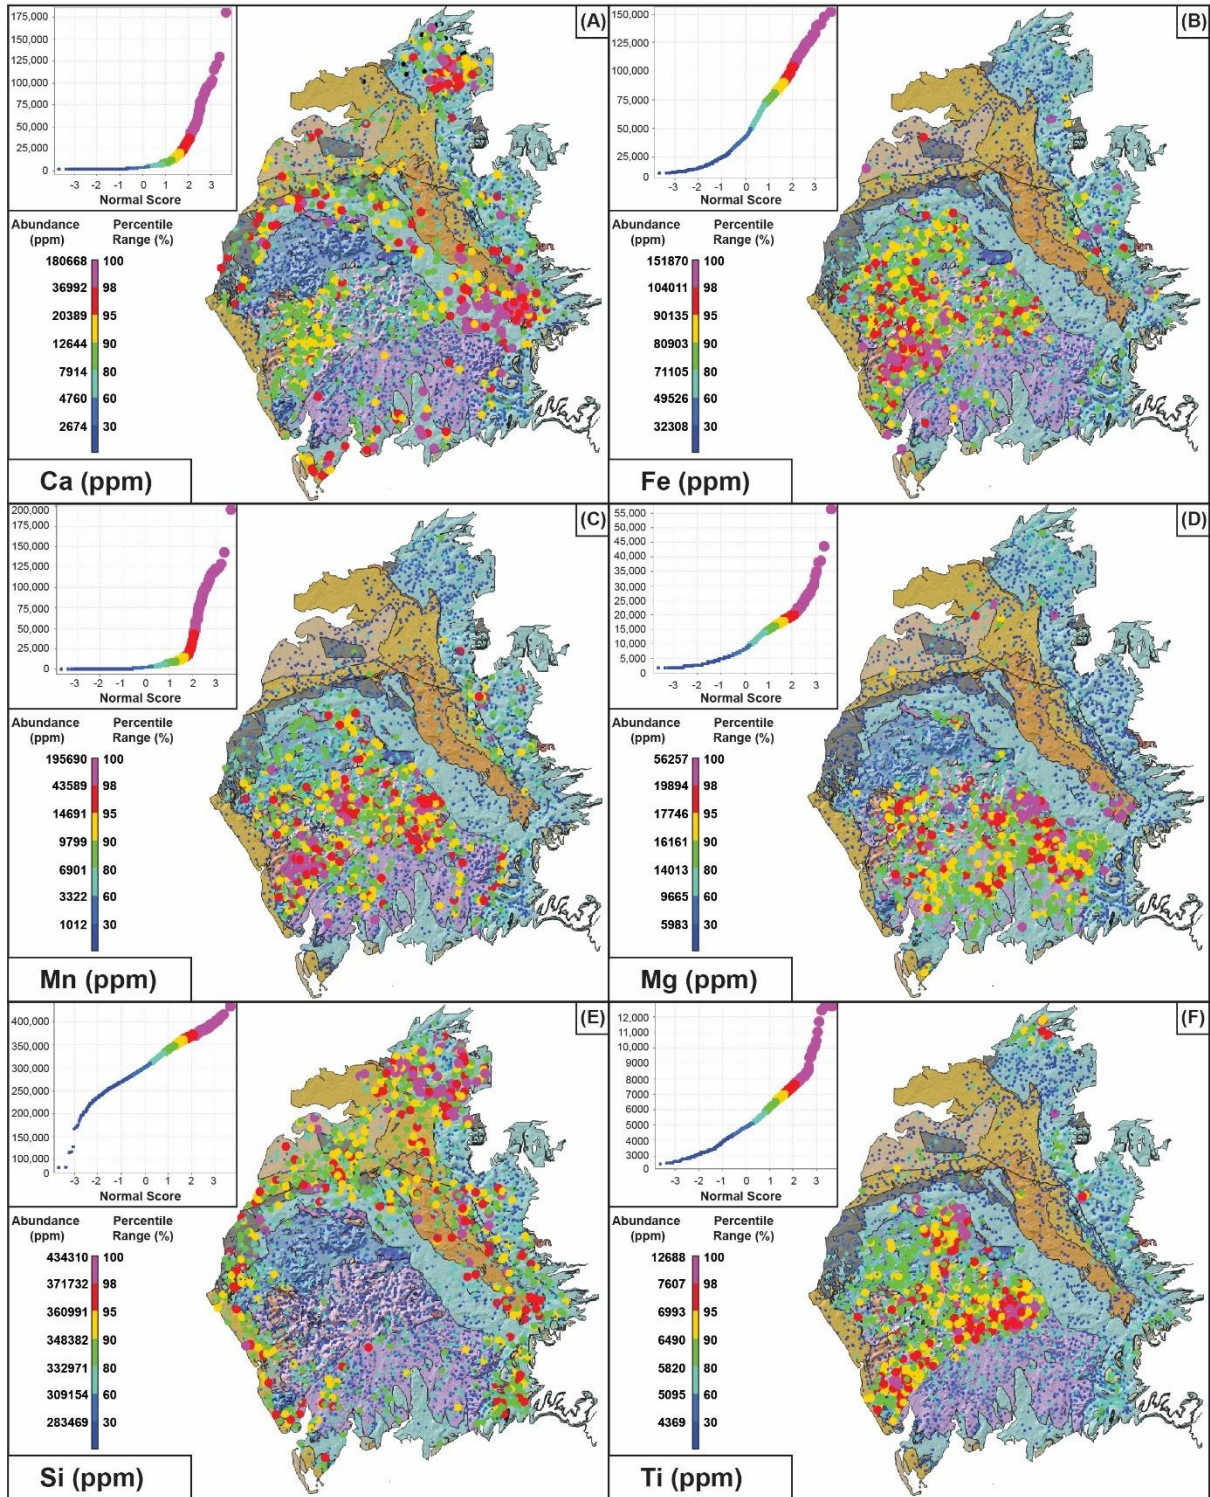 175,000
150,000
125,000
100,000
75,000
50,000
25,000
0
-3 -2 -1 0 1 2 3
Normal Score
(A)
Abundance Percentile
(ppm) Range (%)
180668 100
36992 98
20389 95
12644 90
7914 80
4760 60
2674 30
Ca (ppm)
150,000
125,000
100,000
75,000
50,000
25,000
0
-3 -2 -1 0 1 2 3
Normal Score
(B)
Abundance Percentile
(ppm) Range (%)
151870 100
104011 98
90135 95
80903 90
71105 80
49526 60
32308 30
Fe (ppm)
200,000
175,000
150,000
125,000
100,000
75,000
50,000
25,000
0
-3 -2 -1 0 1 2 3
Normal Score
(C)
Abundance Percentile
(ppm) Range (%)
195690 100
43589 98
14691 95
9799 90
6901 80
3322 60
1012 30
Mn (ppm)
55,000
50,000
45,000
40,000
35,000
30,000
25,000
20,000
15,000
10,000
5,000
-3 -2 -1 0 1 2 3
Normal Score
(D)
Abundance Percentile
(ppm) Range (%)
56257 100
19894 98
17746 95
16161 90
14013 80
9665 60
5983 30
Mg (ppm)
400,000
350,000
300,000
250,000
200,000
150,000
100,000
0
-3 -2 -1 0 1 2 3
Normal Score
(E)
Abundance Percentile
(ppm) Range (%)
434310 100
371732 98
360991 95
348382 90
332971 80
309154 60
283469 30
Si (ppm)
12,000
11,000
10,000
9000
8000
7000
6000
5000
4000
3000
0
-3 -2 -1 0 1 2 3
Normal Score
(F)
Abundance Percentile
(ppm) Range (%)
12688 100
7607 98
6993 95
6490 90
5820 80
5095 60
4369 30
Ti (ppm)